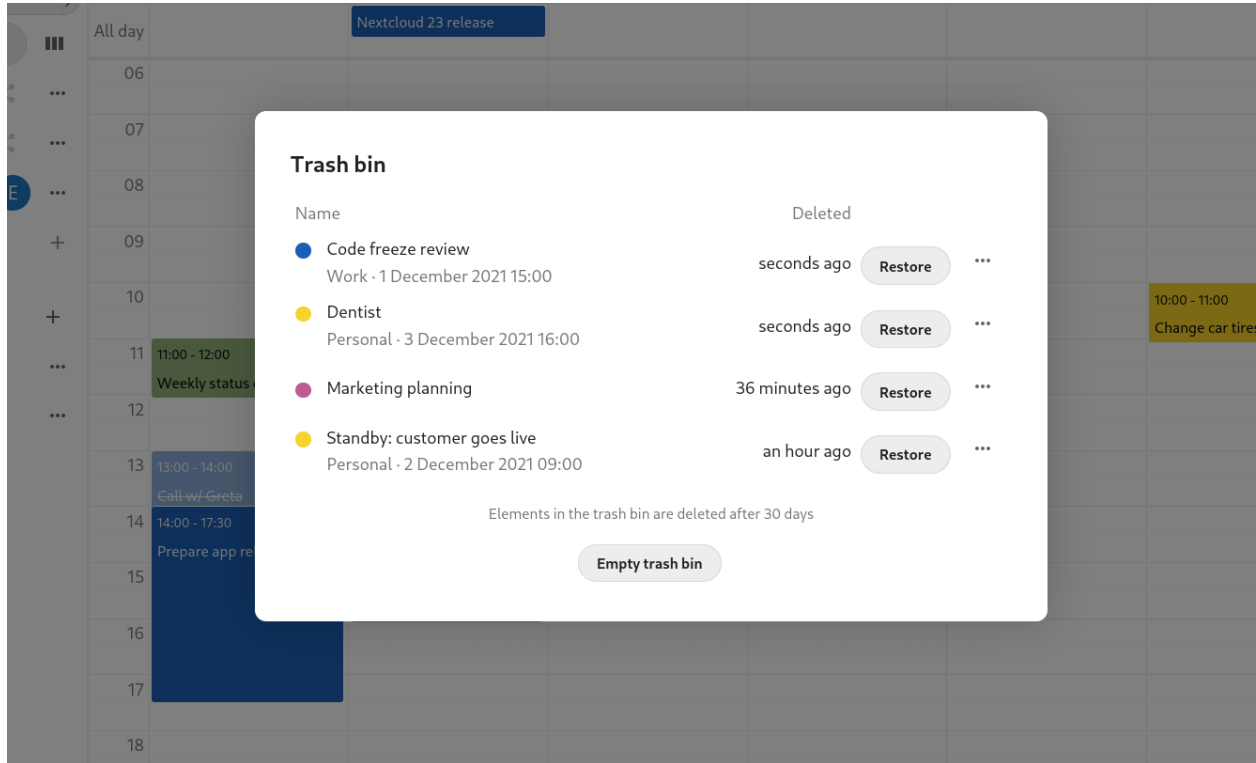 Nextcloud 23 release
All day
06
07
08
E
09
10
10:00 - 11:00
Change car tires
11
11:00 - 12:00
Weekly status
12
13
13:00 - 14:00
Call w/ Greta
14
14:00 - 17:30
Prepare app rel
15
16
17
18
Trash bin
Name
Deleted
Code freeze review
Work · 1 December 2021 15:00
seconds ago
Restore
...
Dentist
Personal · 3 December 2021 16:00
seconds ago
Restore
...
Marketing planning
36 minutes ago
Restore
...
Standby: customer goes live
Personal · 2 December 2021 09:00
an hour ago
Restore
...
Elements in the trash bin are deleted after 30 days
Empty trash bin